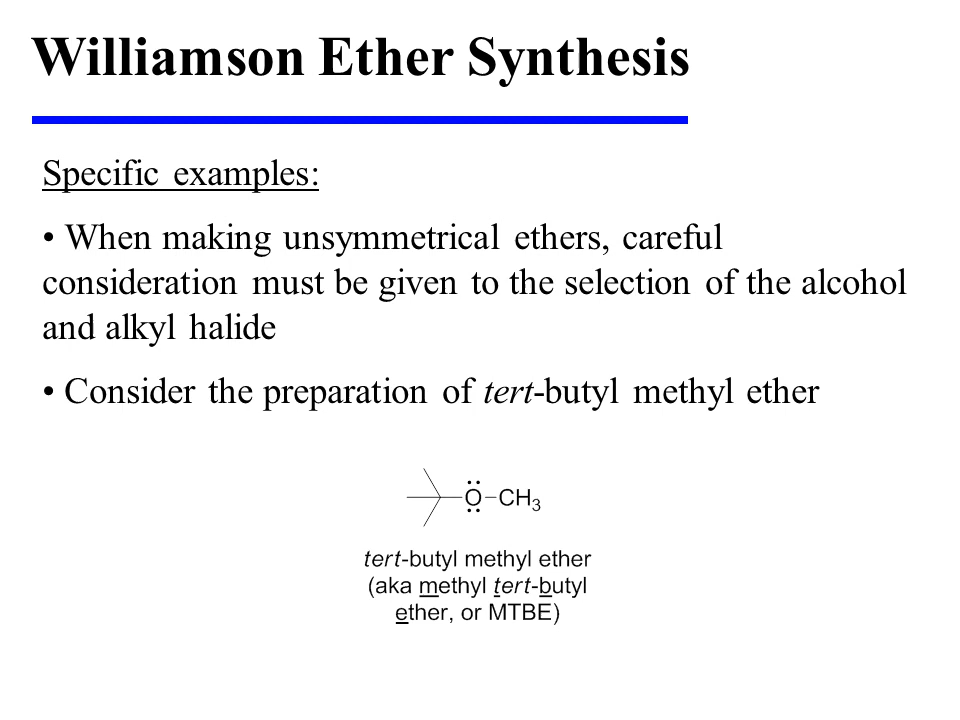 Williamson Ether Synthesis
Specific examples:
• When making unsymmetrical ethers, careful
consideration must be given to the selection of the alcohol
and alkyl halide
• Consider the preparation of tert-butyl methyl ether
O CH3
tert-butyl methyl ether
(aka methyl tert-butyl
ether, or MTBE)